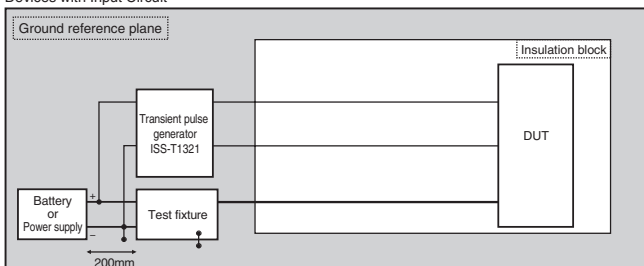 Devices with Input Circuit
Ground reference plane
Insulation block
Transient pulse
generator
ISS-T1321
DUT
Battery
or
Power supply
+
−
Test fixture
200mm